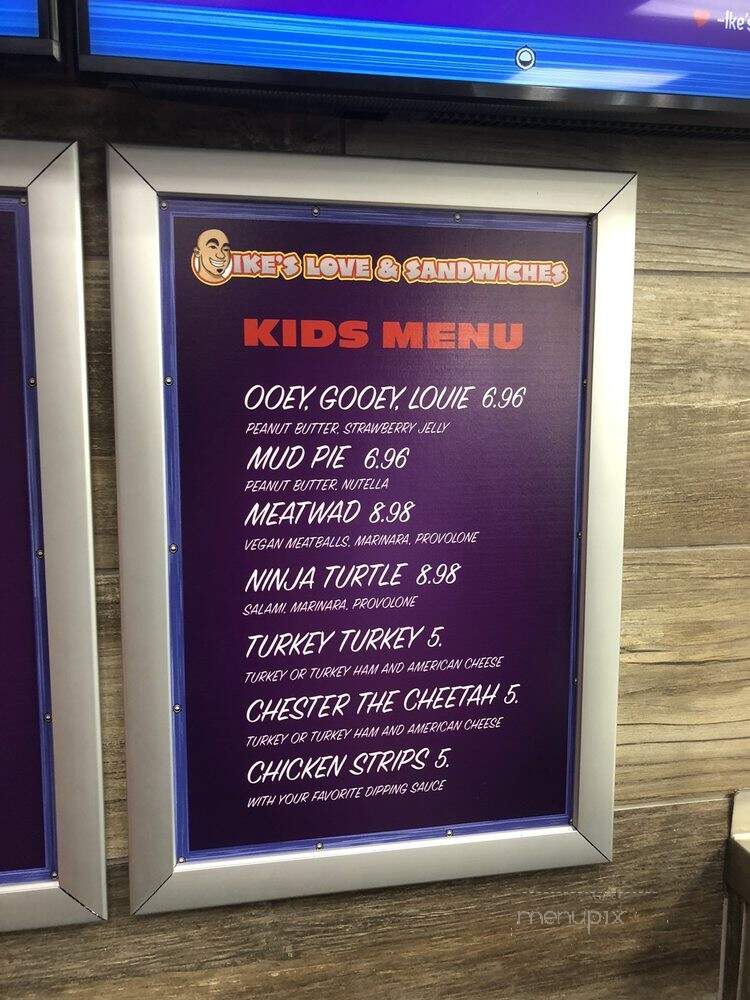 ~Ike's
IKE'S LOVE & SANDWICHES
KIDS MENU
OOEY, GOOEY, LOUIE 6.96
PEANUT BUTTER, STRAWBERRY JELLY
MUD PIE 6.96
PEANUT BUTTER, NUTELLA
MEATWAD 8.98
VEGAN MEATBALLS. MARINARA, PROVOLONE
NINJA TURTLE 8.98
SALAMI, MARINARA, PROVOLONE
TURKEY TURKEY 5.
TURKEY OR TURKEY HAM AND AMERICAN CHEESE
CHESTER THE CHEETAH 5.
TURKEY OR TURKEY HAM AND AMERICAN CHEESE
CHICKEN STRIPS 5.
WITH YOUR FAVORITE DIPPING SAUCE
menupix